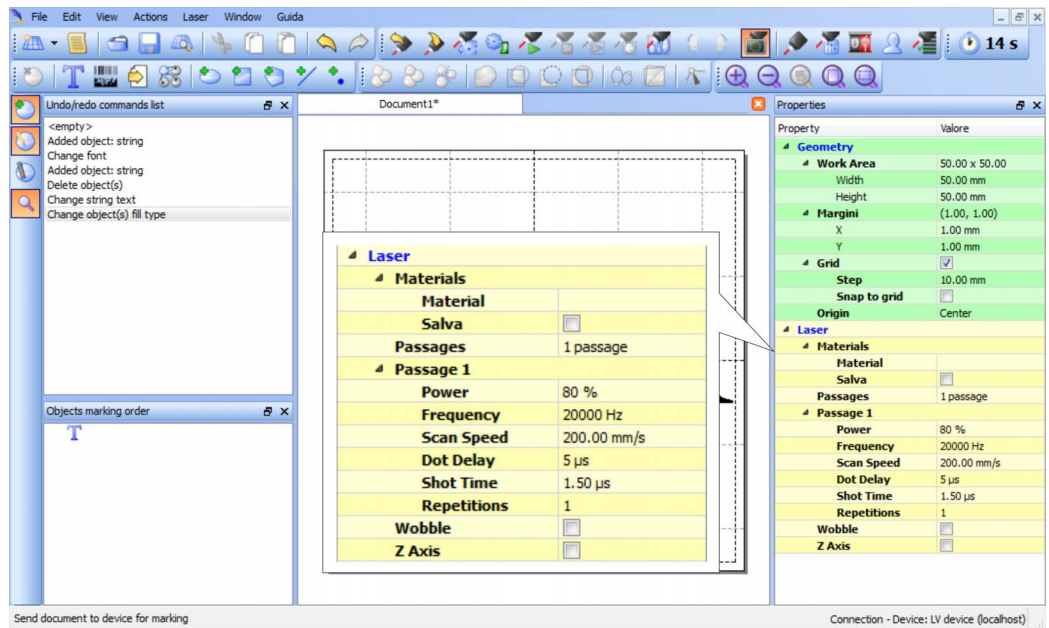 File Edit View Actions Laser Window Guida
14 s
Undo/redo commands list
<empty>
Added object: string
Change font
Added object: string
Delete object(s)
Change string text
Change object(s) fill type
Objects marking order
T
Document1*
Laser
Materials
Material
Salva
Passages 1 passage
Passage 1
Power 80 %
Frequency 20000 Hz
Scan Speed 200.00 mm/s
Dot Delay 5 µs
Shot Time 1.50 µs
Repetitions 1
Wobble
Z Axis
Properties
Property Valore
Geometry
Work Area 50.00 x 50.00
Width 50.00 mm
Height 50.00 mm
Margini (1.00, 1.00)
X 1.00 mm
Y 1.00 mm
Grid
Step 10.00 mm
Snap to grid
Origin Center
Laser
Materials
Material
Salva
Passages 1 passage
Passage 1
Power 80 %
Frequency 20000 Hz
Scan Speed 200.00 mm/s
Dot Delay 5 µs
Shot Time 1.50 µs
Repetitions 1
Wobble
Z Axis
Send document to device for marking
Connection - Device: LV device (localhost)